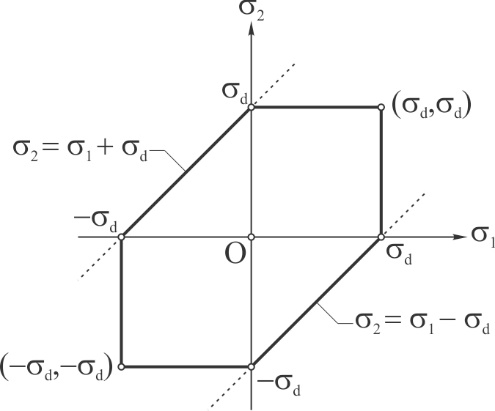 σ₂
σd
(σd,σd)
σ₂ = σ₁ + σd
−σd
O
σd
σ₁
σ₂ = σ₁ − σd
(−σd,−σd)
−σd